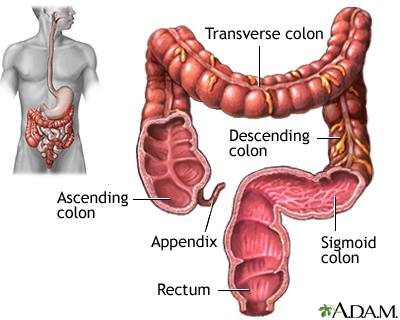 Transverse colon
Descending
colon
Ascending
colon
Appendix
Sigmoid
colon
Rectum
A.D.A.M.